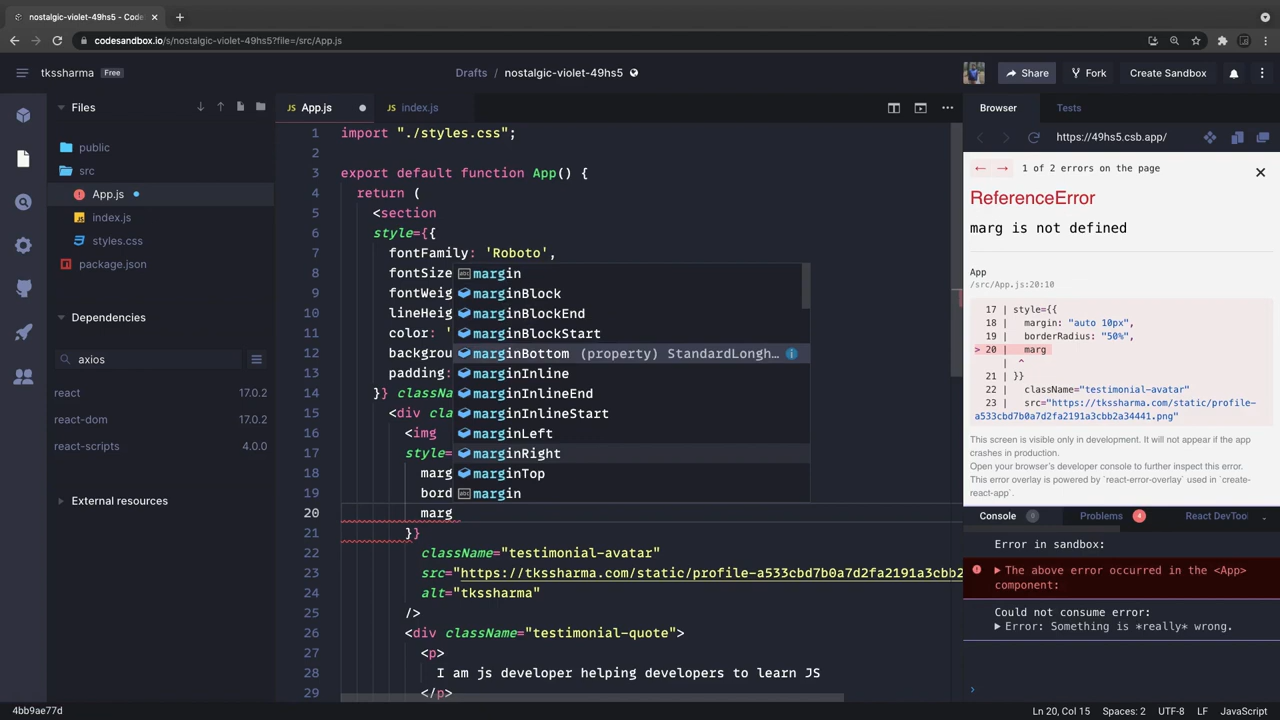 nostalgic-violet-49hs5 - Code
codesandbox.io/s/nostalgic-violet-49hs5?file=/src/App.js
tkssharma Free
Drafts / nostalgic-violet-49hs5
Share
Fork
Create Sandbox
Files
public
src
App.js
index.js
styles.css
package.json
Dependencies
axios
react 17.0.2
react-dom 17.0.2
react-scripts 4.0.0
External resources
4bb9ae77d
App.js
index.js
1 import "./styles.css";
2
3 export default function App() {
4 return (
5 <section
6 style={{
7 fontFamily: 'Roboto',
8 fontSize
9 fontWeig
10 lineHeig
11 color: '
12 backgrou
13 padding:
14 }} classNa
15 <div cla
16 <img
17 style=
18 marg
19 bord
20 marg
21 }}
22 className="testimonial-avatar"
23 src="https://tkssharma.com/static/profile-a533cbd7b0a7d2fa2191a3cbb2
24 alt="tkssharma"
25 />
26 <div className="testimonial-quote">
27 <p>
28 I am js developer helping developers to learn JS
29 </p>
margin
marginBlock
marginBlockEnd
marginBlockStart
marginBottom (property) StandardLongh…
marginInline
marginInlineEnd
marginInlineStart
marginLeft
marginRight
marginTop
margin
Browser
Tests
https://49hs5.csb.app/
1 of 2 errors on the page
ReferenceError
marg is not defined
App
/src/App.js:20:10
17 | style={{
18 | margin: "auto 10px",
19 | borderRadius: "50%",
> 20 | marg
| ^
21 | }}
22 | className="testimonial-avatar"
23 | src="https://tkssharma.com/static/profile-
a533cbd7b0a7d2fa2191a3cbb2a34441.png"
This screen is visible only in development. It will not appear if the app
crashes in production.
Open your browser's developer console to further inspect this error.
This error overlay is powered by `react-error-overlay` used in `create-
react-app`.
Console 0
Problems 4
React DevTool
Error in sandbox:
The above error occurred in the <App>
component:
Could not consume error:
Error: Something is *really* wrong.
Ln 20, Col 15
Spaces: 2
UTF-8
LF
JavaScript